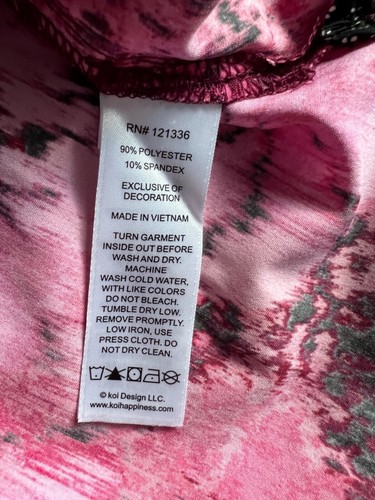 RN# 121336
90% POLYESTER
10% SPANDEX
EXCLUSIVE OF
DECORATION
MADE IN VIETNAM
TURN GARMENT
INSIDE OUT BEFORE
WASH AND DRY.
MACHINE
WASH COLD WATER,
WITH LIKE COLORS
DO NOT BLEACH.
TUMBLE DRY LOW.
REMOVE PROMPTLY.
LOW IRON, USE
PRESS CLOTH. DO
NOT DRY CLEAN.
© koi Design LLC.
www.koihappiness.com